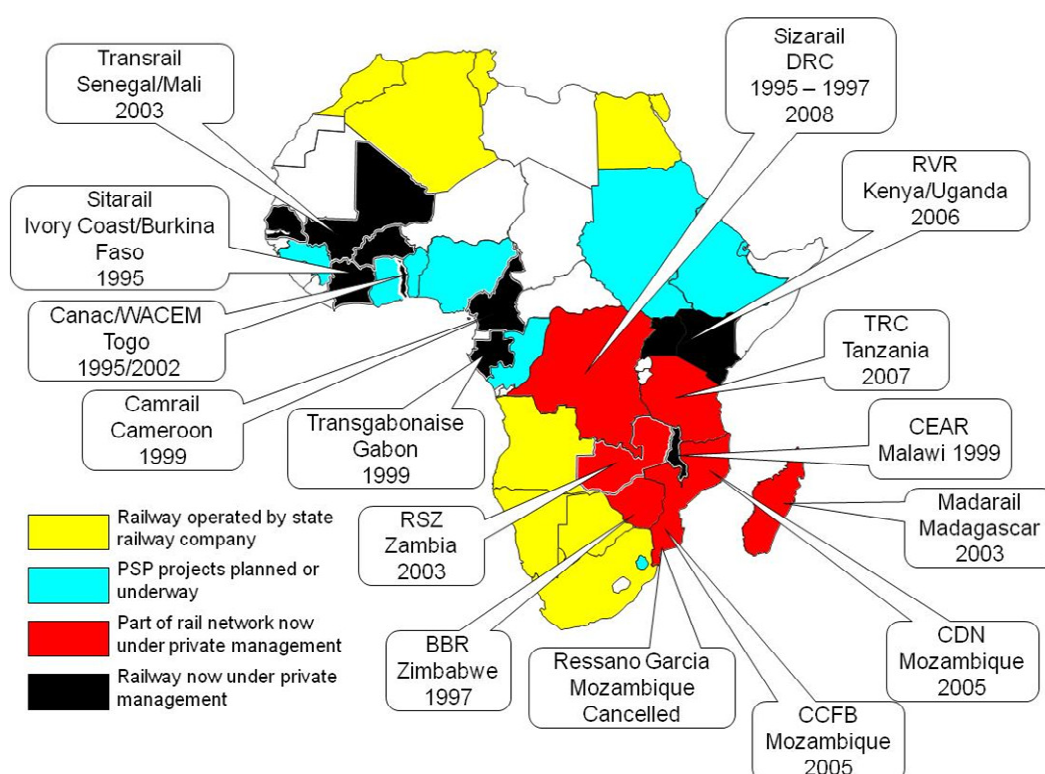 Transrail
Senegal/Mali
2003
Sizarail
DRC
1995 – 1997
2008
RVR
Kenya/Uganda
2006
Sitarail
Ivory Coast/Burkina
Faso
1995
Canac/WACEM
Togo
1995/2002
TRC
Tanzania
2007
Camrail
Cameroon
1999
Transgabonaise
Gabon
1999
CEAR
Malawi 1999
Madarail
Madagascar
2003
RSZ
Zambia
2003
BBR
Zimbabwe
1997
Ressano Garcia
Mozambique
Cancelled
CCFB
Mozambique
2005
CDN
Mozambique
2005
Railway operated by state
railway company
PSP projects planned or
underway
Part of rail network now
under private management
Railway now under private
management